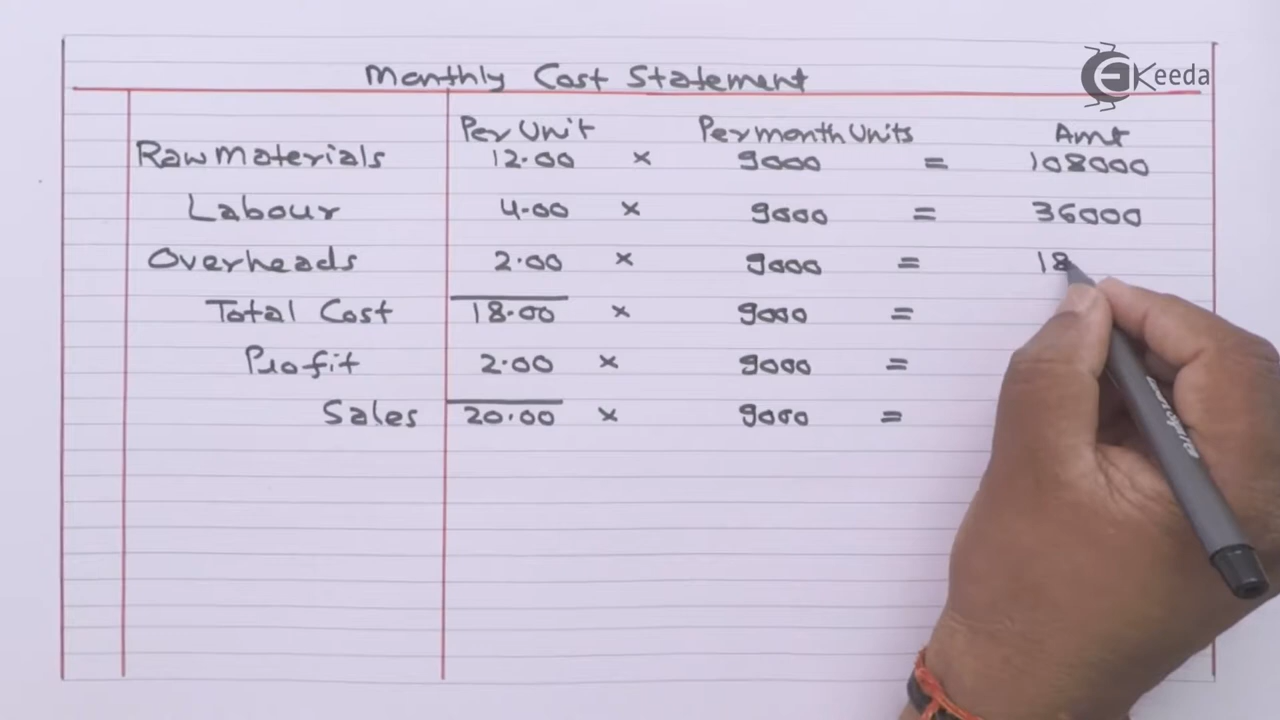 Monthly Cost Statement
EKeeda
Per Unit Per month Units Amt
Raw Materials 12.00 × 9000 = 108000
Labour 4.00 × 9000 = 36000
Overheads 2.00 × 9000 = 18
Total Cost 18.00 × 9000 =
Profit 2.00 × 9000 =
Sales 20.00 × 9000 =